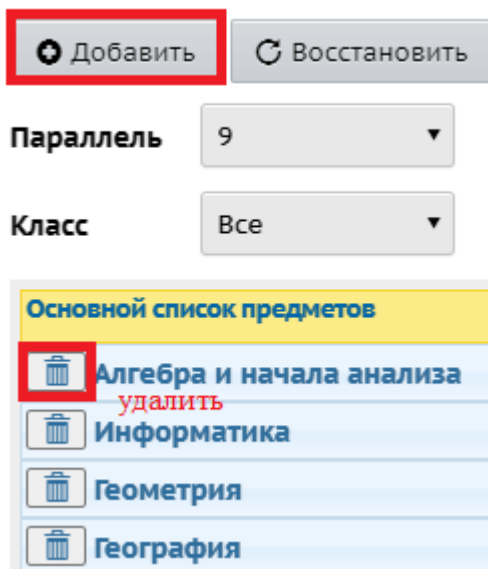 Добавить Восстановить
Параллель 9
Класс Все
Основной список предметов
Алгебра и начала анализа
удалить
Информатика
Геометрия
География